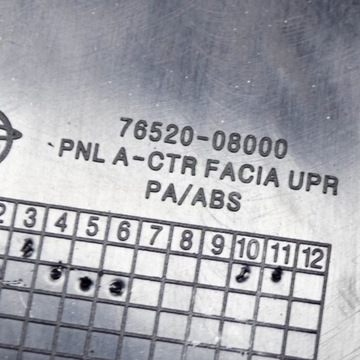 76520-08000
PNL A-CTR FACIA UPR
PA/ABS
2 3 4 5 6 7 8 9 10 11 12